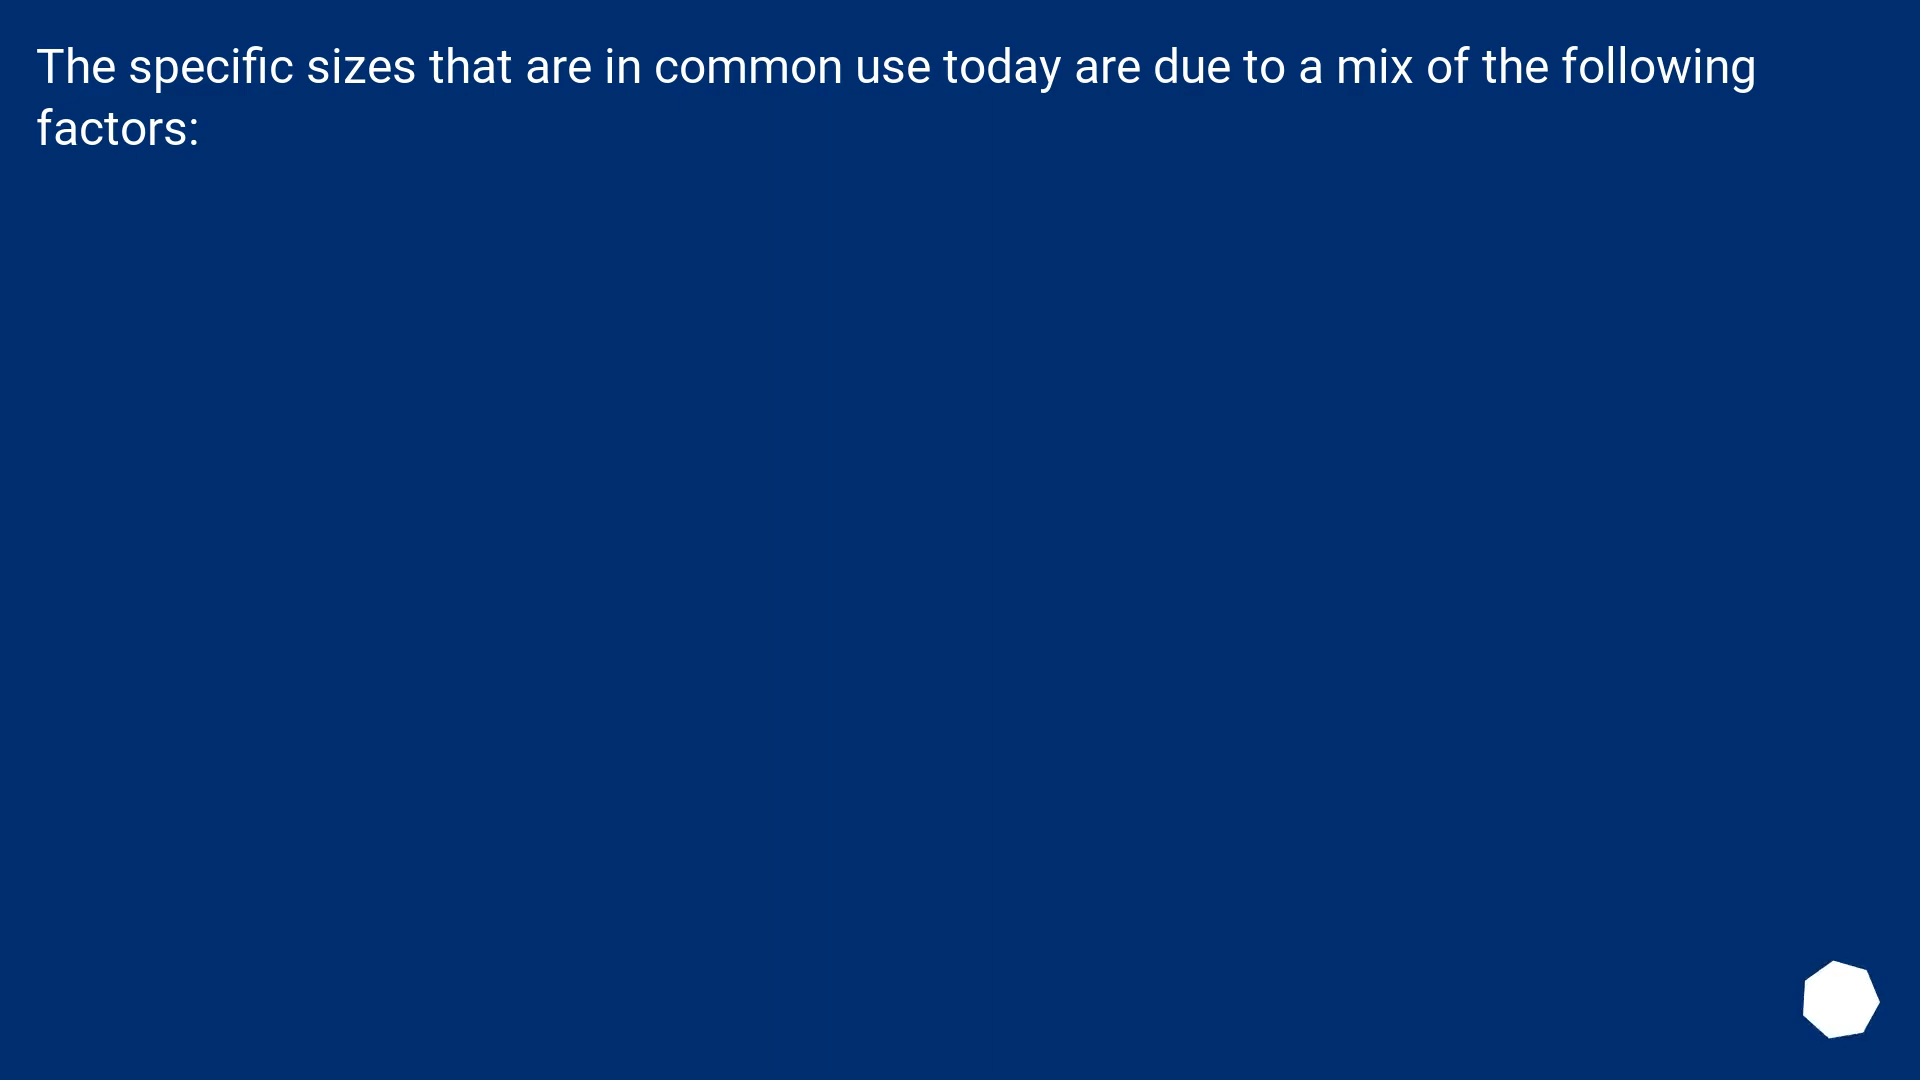 The specific sizes that are in common use today are due to a mix of the following
factors: